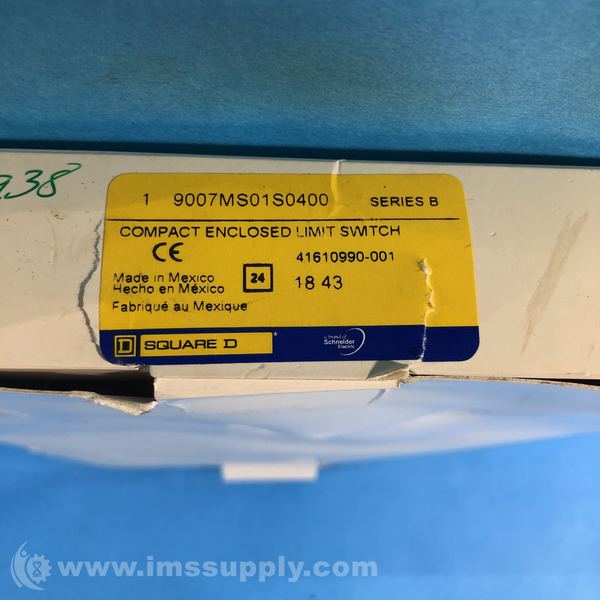 9.38
1 9007MS01S0400 SERIES B
COMPACT ENCLOSED LIMIT SWITCH
CE 41610990-001
Made in Mexico
Hecho en México 24 18 43
Fabriqué au Mexique
D SQUARE D
a brand of
Schneider
Electric
www.imssupply.com